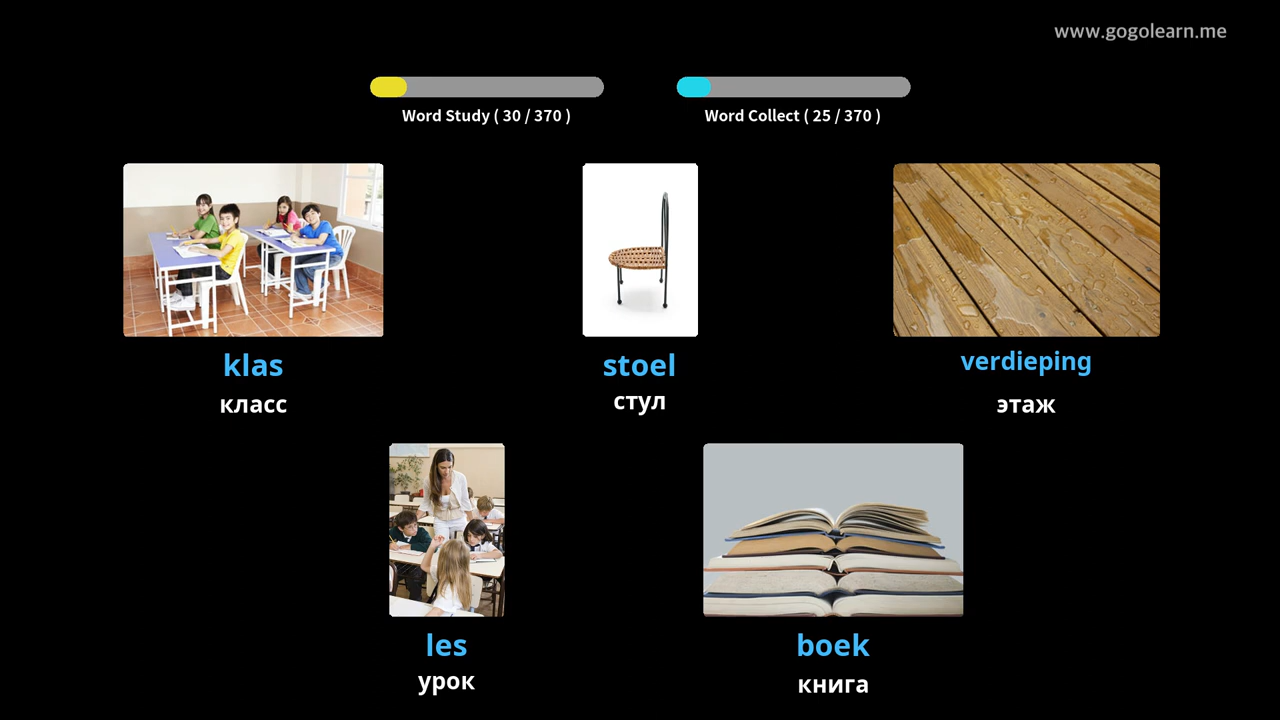 www.gogolearn.me
Word Study ( 30 / 370 )
Word Collect ( 25 / 370 )
klas
класс
stoel
стул
verdieping
этаж
les
урок
boek
книга